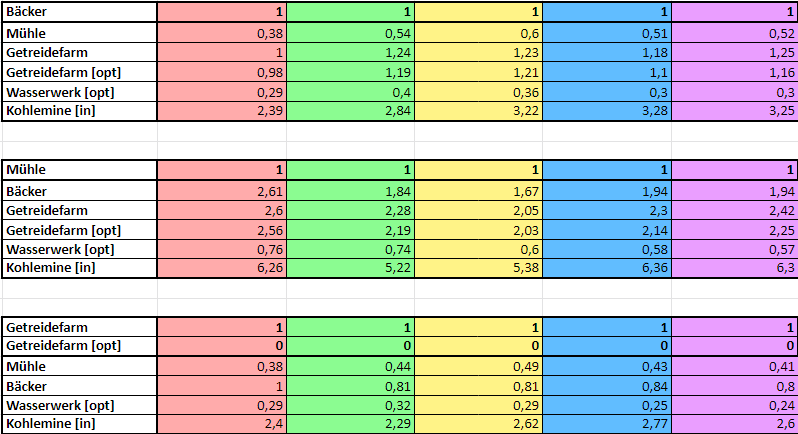 Bäcker 1 1 1 1 1
Mühle 0,38 0,54 0,6 0,51 0,52
Getreidefarm 1 1,24 1,23 1,18 1,25
Getreidefarm [opt] 0,98 1,19 1,21 1,1 1,16
Wasserwerk [opt] 0,29 0,4 0,36 0,3 0,3
Kohlemine [in] 2,39 2,84 3,22 3,28 3,25
Mühle 1 1 1 1 1
Bäcker 2,61 1,84 1,67 1,94 1,94
Getreidefarm 2,6 2,28 2,05 2,3 2,42
Getreidefarm [opt] 2,56 2,19 2,03 2,14 2,25
Wasserwerk [opt] 0,76 0,74 0,6 0,58 0,57
Kohlemine [in] 6,26 5,22 5,38 6,36 6,3
Getreidefarm 1 1 1 1 1
Getreidefarm [opt] 0 0 0 0 0
Mühle 0,38 0,44 0,49 0,43 0,41
Bäcker 1 0,81 0,81 0,84 0,8
Wasserwerk [opt] 0,29 0,32 0,29 0,25 0,24
Kohlemine [in] 2,4 2,29 2,62 2,77 2,6